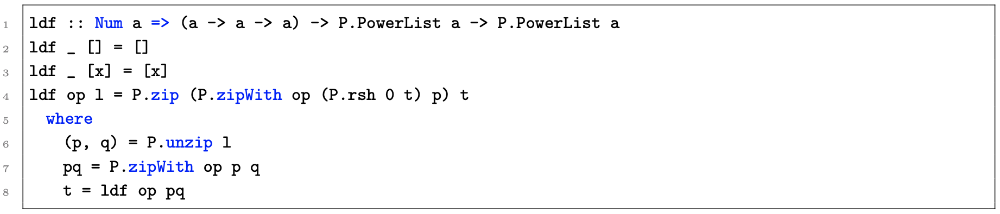 1 ldf :: Num a => (a -> a -> a) -> P.PowerList a -> P.PowerList a
2 ldf _ [] = []
3 ldf _ [x] = [x]
4 ldf op l = P.zip (P.zipWith op (P.rsh 0 t) p) t
5   where
6     (p, q) = P.unzip l
7     pq = P.zipWith op p q
8     t = ldf op pq